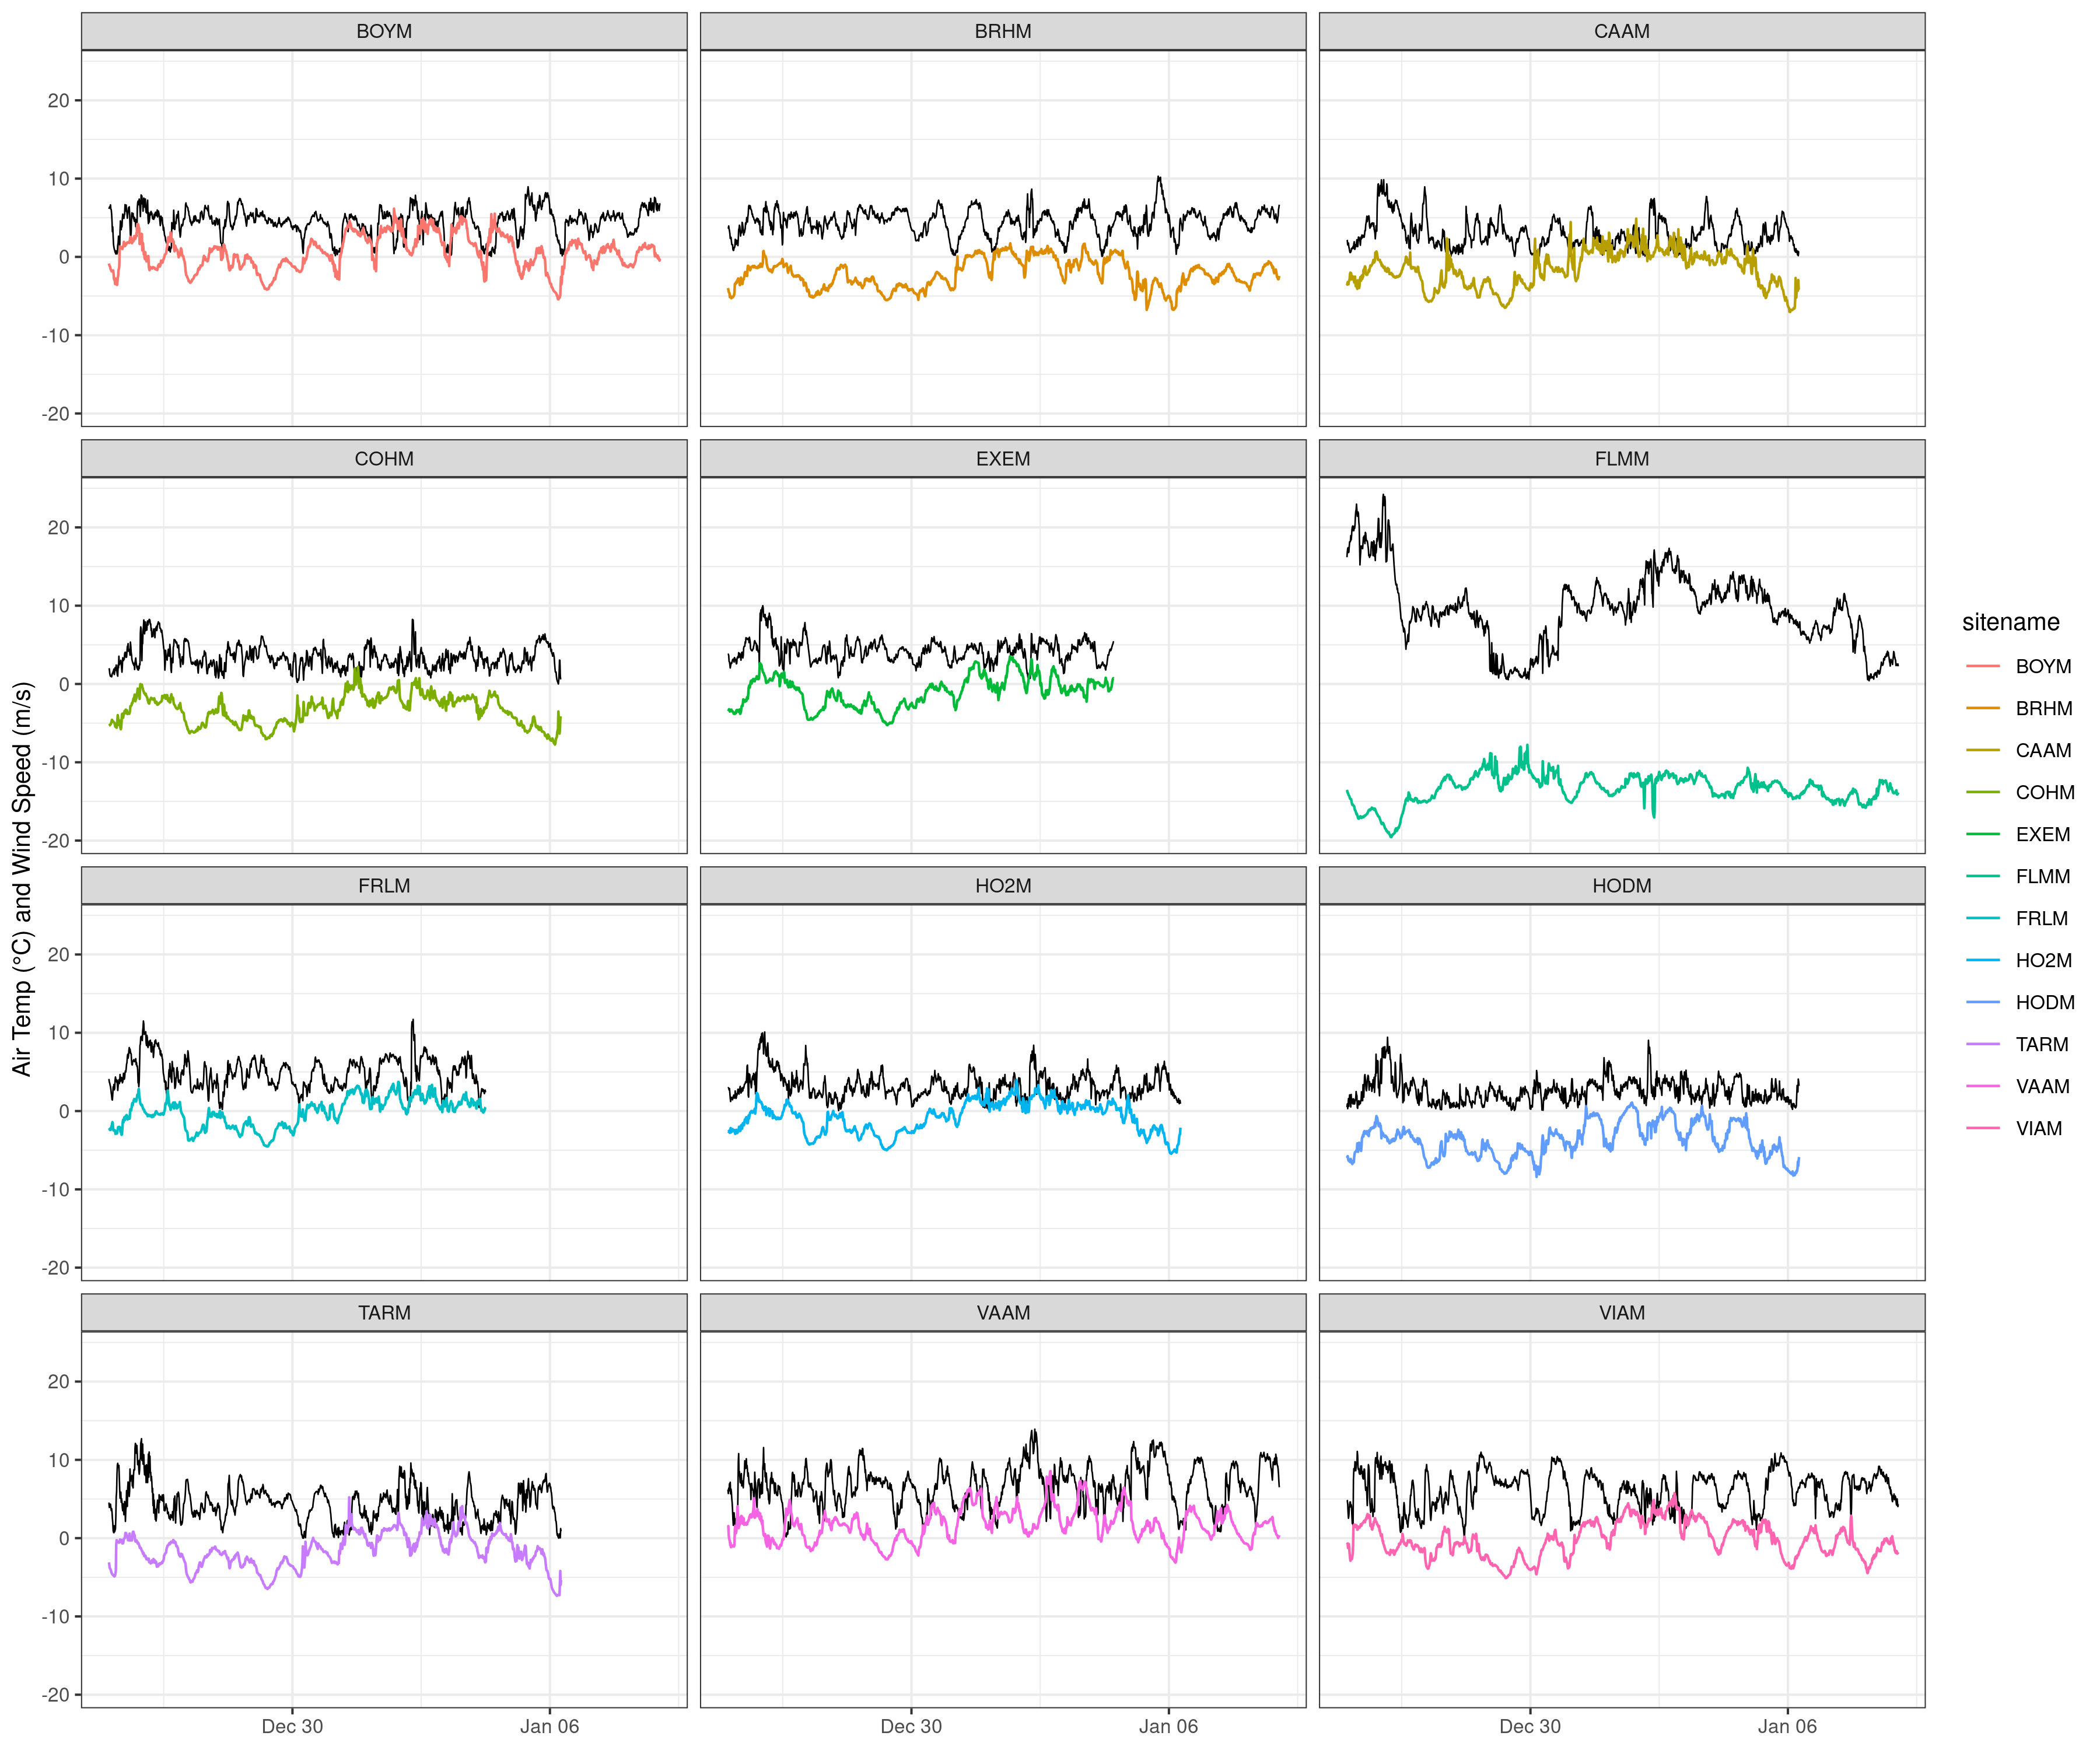 BOYM BRHM CAAM
20
10
0
-10
-20
COHM EXEM FLMM
20
10
0
-10
-20
FRLM HO2M HODM
20
10
0
-10
-20
TARM VAAM VIAM
20
10
0
-10
-20
Dec 30 Jan 06 Dec 30 Jan 06 Dec 30 Jan 06
Air Temp (°C) and Wind Speed (m/s)
sitename
BOYM
BRHM
CAAM
COHM
EXEM
FLMM
FRLM
HO2M
HODM
TARM
VAAM
VIAM